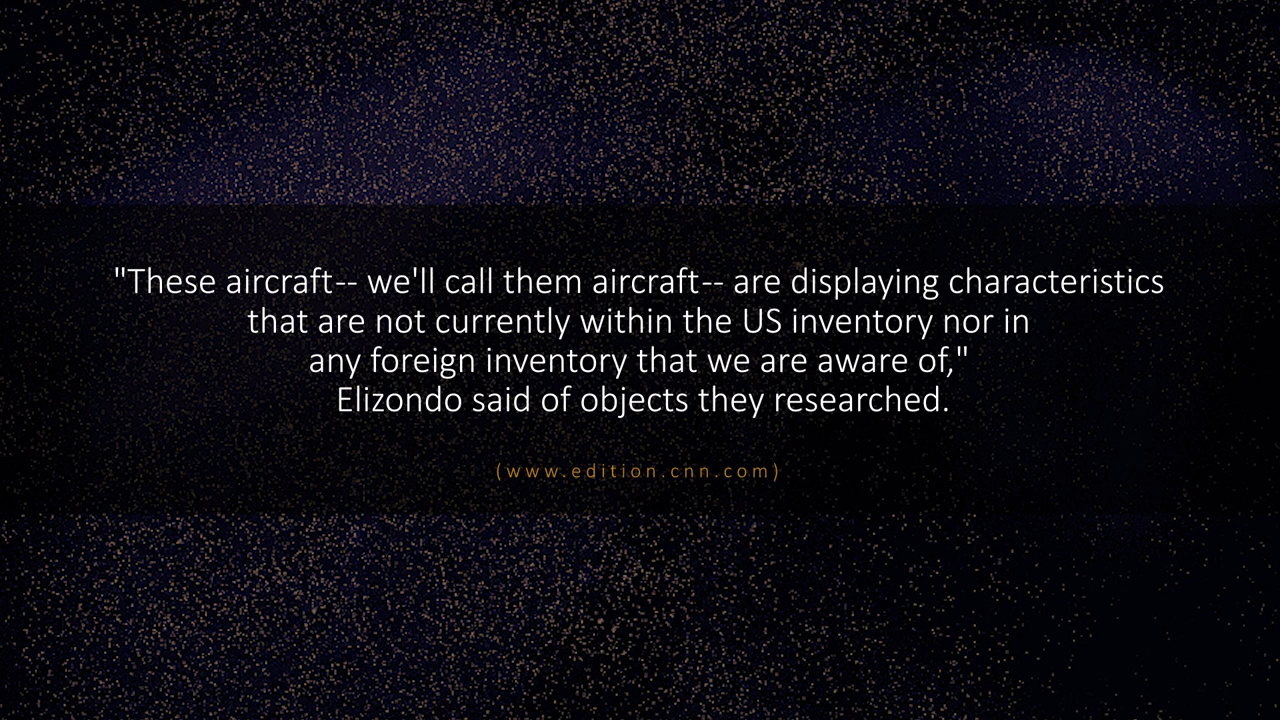 "These aircraft-- we'll call them aircraft-- are displaying characteristics
that are not currently within the US inventory nor in
any foreign inventory that we are aware of,"
Elizondo said of objects they researched.
(www.edition.cnn.com)